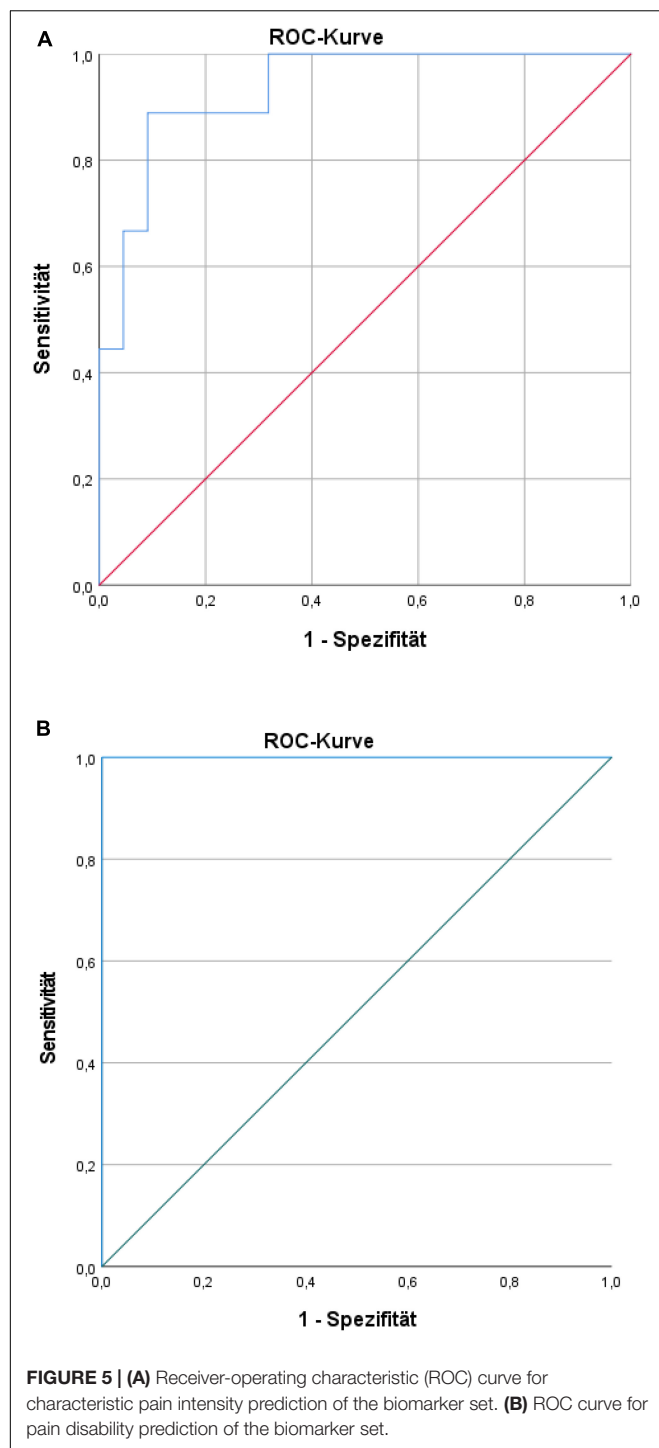 A
ROC-Kurve
1,0
0,8
0,6
0,4
0,2
0,0
Sensitivität
0,0 0,2 0,4 0,6 0,8 1,0
1 - Spezifität
B
ROC-Kurve
1,0
0,8
0,6
0,4
0,2
0,0
Sensitivität
0,0 0,2 0,4 0,6 0,8 1,0
1 - Spezifität
FIGURE 5 | (A) Receiver-operating characteristic (ROC) curve for
characteristic pain intensity prediction of the biomarker set. (B) ROC curve for
pain disability prediction of the biomarker set.